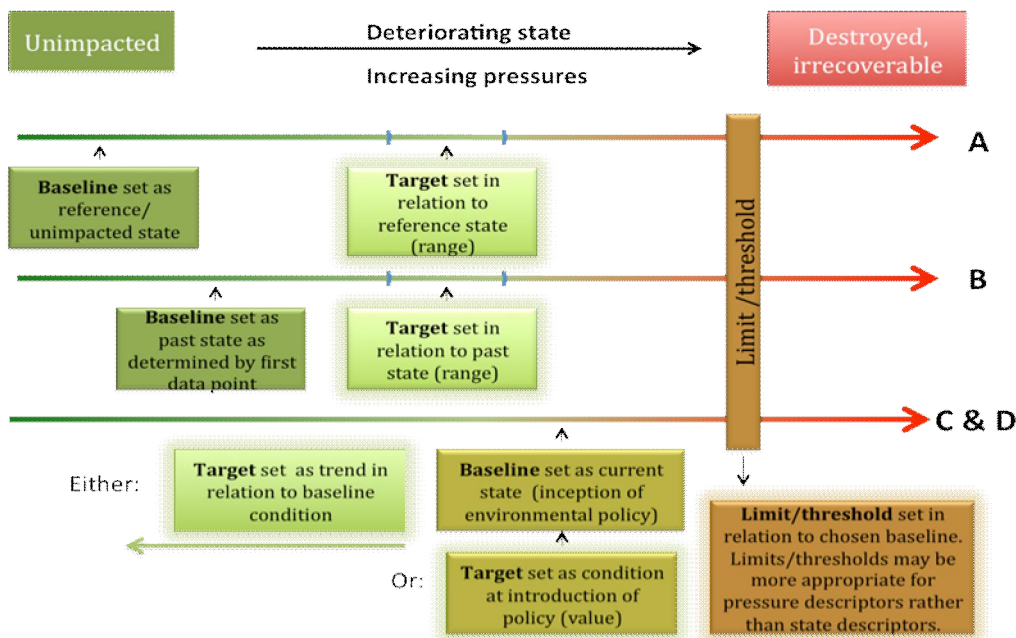 Unimpacted
Deteriorating state
Increasing pressures
Destroyed,
irrecoverable
A
Baseline set as
reference/
unimpacted state
Target set in
relation to
reference state
(range)
Limit /threshold
B
Baseline set as
past state as
determined by first
data point
Target set in
relation to past
state (range)
C & D
Either:
Target set as trend in
relation to baseline
condition
Baseline set as current
state (inception of
environmental policy)
Or:
Target set as condition
at introduction of
policy (value)
Limit/threshold set in
relation to chosen baseline.
Limits/thresholds may be
more appropriate for
pressure descriptors rather
than state descriptors.